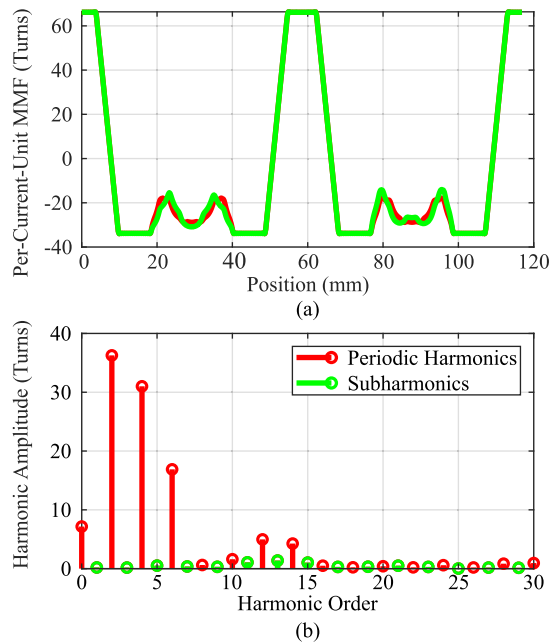 60
40
20
0
-20
-40
Per-Current-Unit MMF (Turns)
0 20 40 60 80 100 120
Position (mm)
(a)
40
30
20
10
0
Harmonic Amplitude (Turns)
Periodic Harmonics
Subharmonics
0 5 10 15 20 25 30
Harmonic Order
(b)